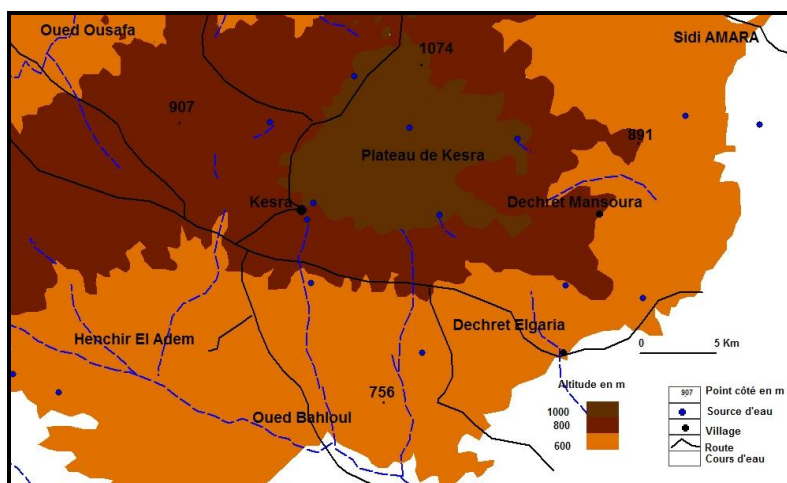 Oued Ousafa
Sidi AMARA
1074
907
891
Plateau de Kesra
Kesra
Dechret Mansoura
Henchir El Adem
Dechret Elgaria
0 5 Km
756
Oued Bahloul
Altitude en m
1000
800
600
907 Point côté en m
Source d'eau
Village
Route
Cours d'eau